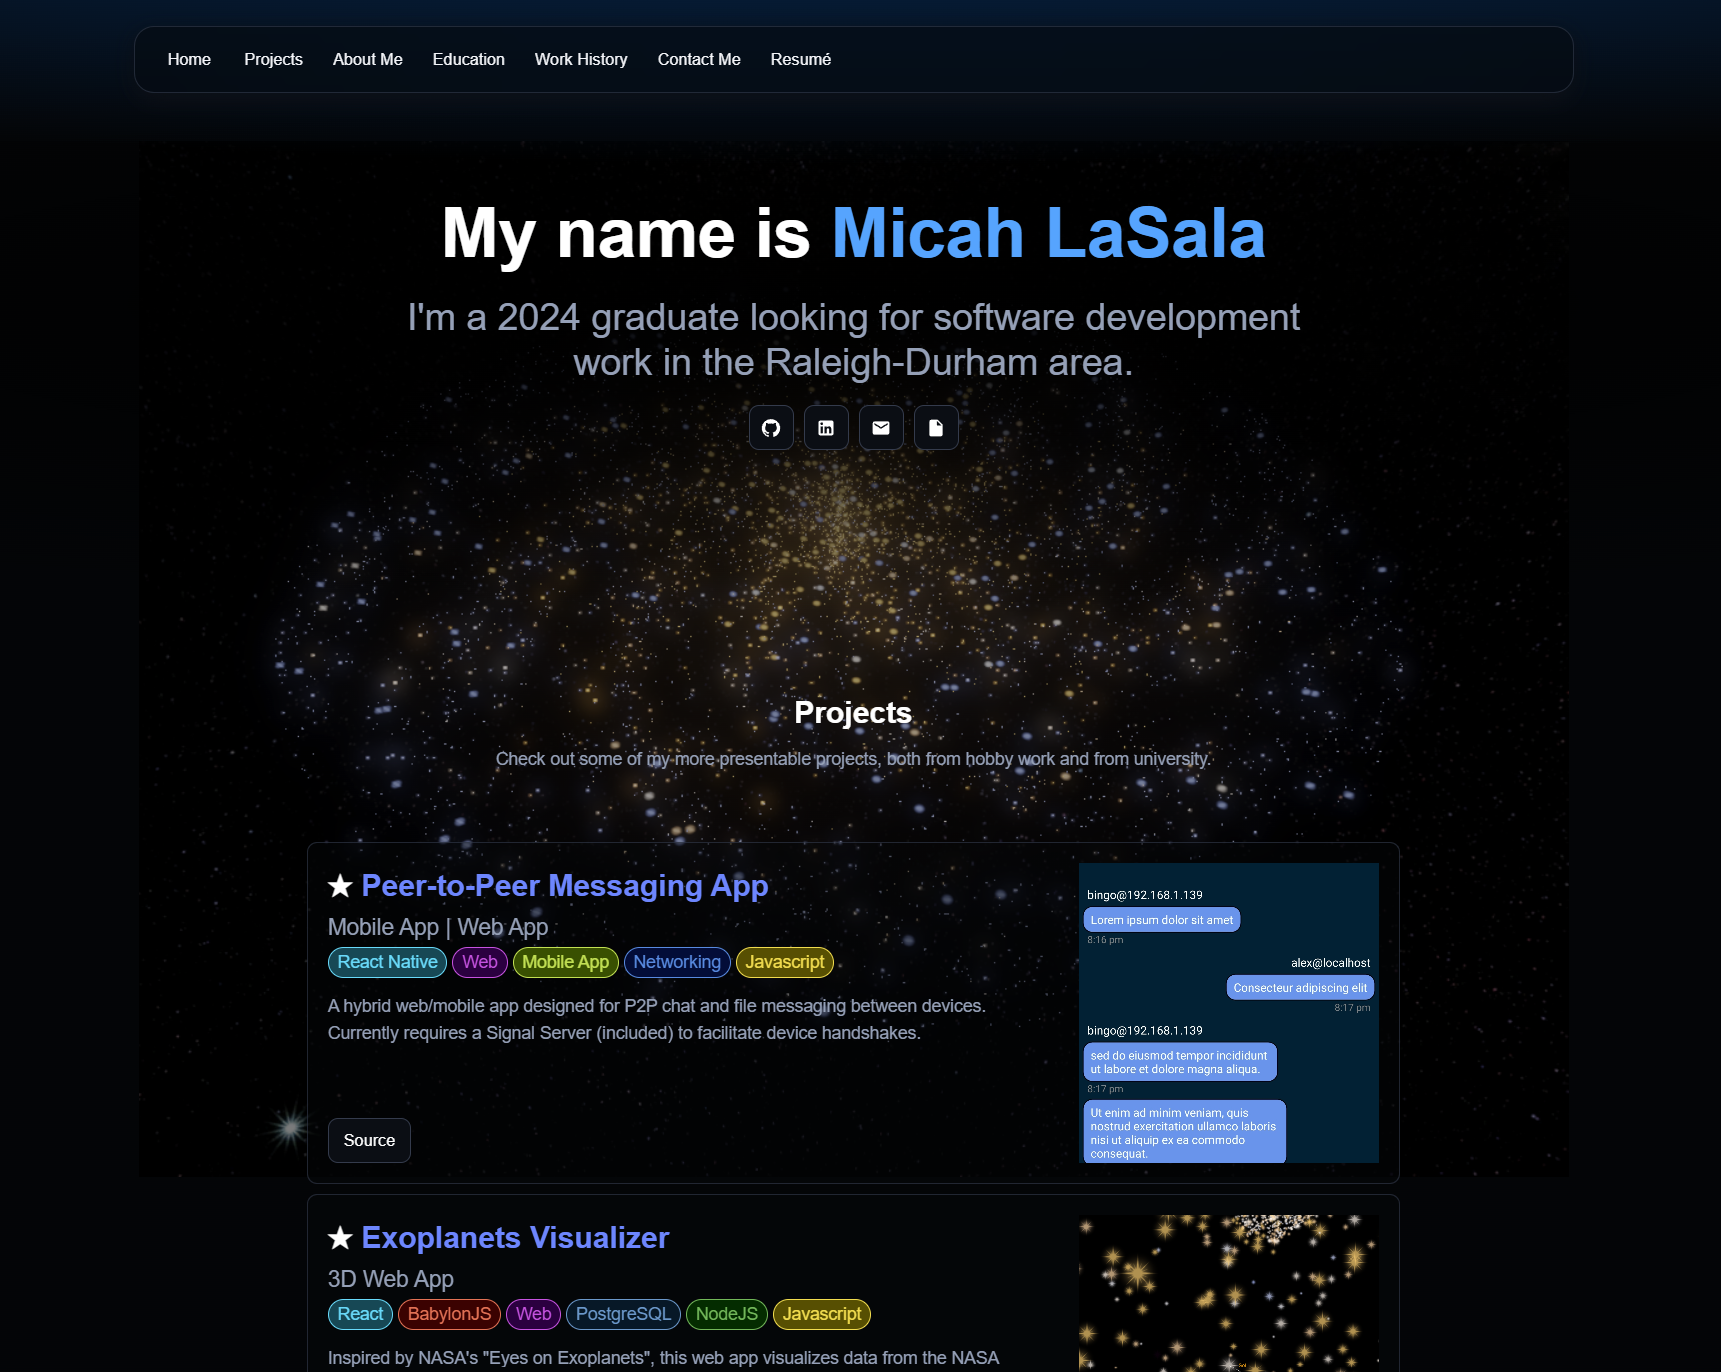 Home Projects About Me Education Work History Contact Me Resumé
My name is Micah LaSala
I'm a 2024 graduate looking for software development
work in the Raleigh-Durham area.
Projects
Check out some of my more presentable projects, both from hobby work and from university.
★ Peer-to-Peer Messaging App
Mobile App | Web App
React Native Web Mobile App Networking Javascript
A hybrid web/mobile app designed for P2P chat and file messaging between devices.
Currently requires a Signal Server (included) to facilitate device handshakes.
Source
bingo@192.168.1.139
Lorem ipsum dolor sit amet
8:16 pm
alex@localhost
Consecteur adipiscing elit
8:17 pm
bingo@192.168.1.139
sed do eiusmod tempor incididunt
ut labore et dolore magna aliqua.
8:17 pm
Ut enim ad minim veniam, quis
nostrud exercitation ullamco laboris
nisi ut aliquip ex ea commodo
consequat.
★ Exoplanets Visualizer
3D Web App
React BabylonJS Web PostgreSQL NodeJS Javascript
Inspired by NASA's "Eyes on Exoplanets", this web app visualizes data from the NASA